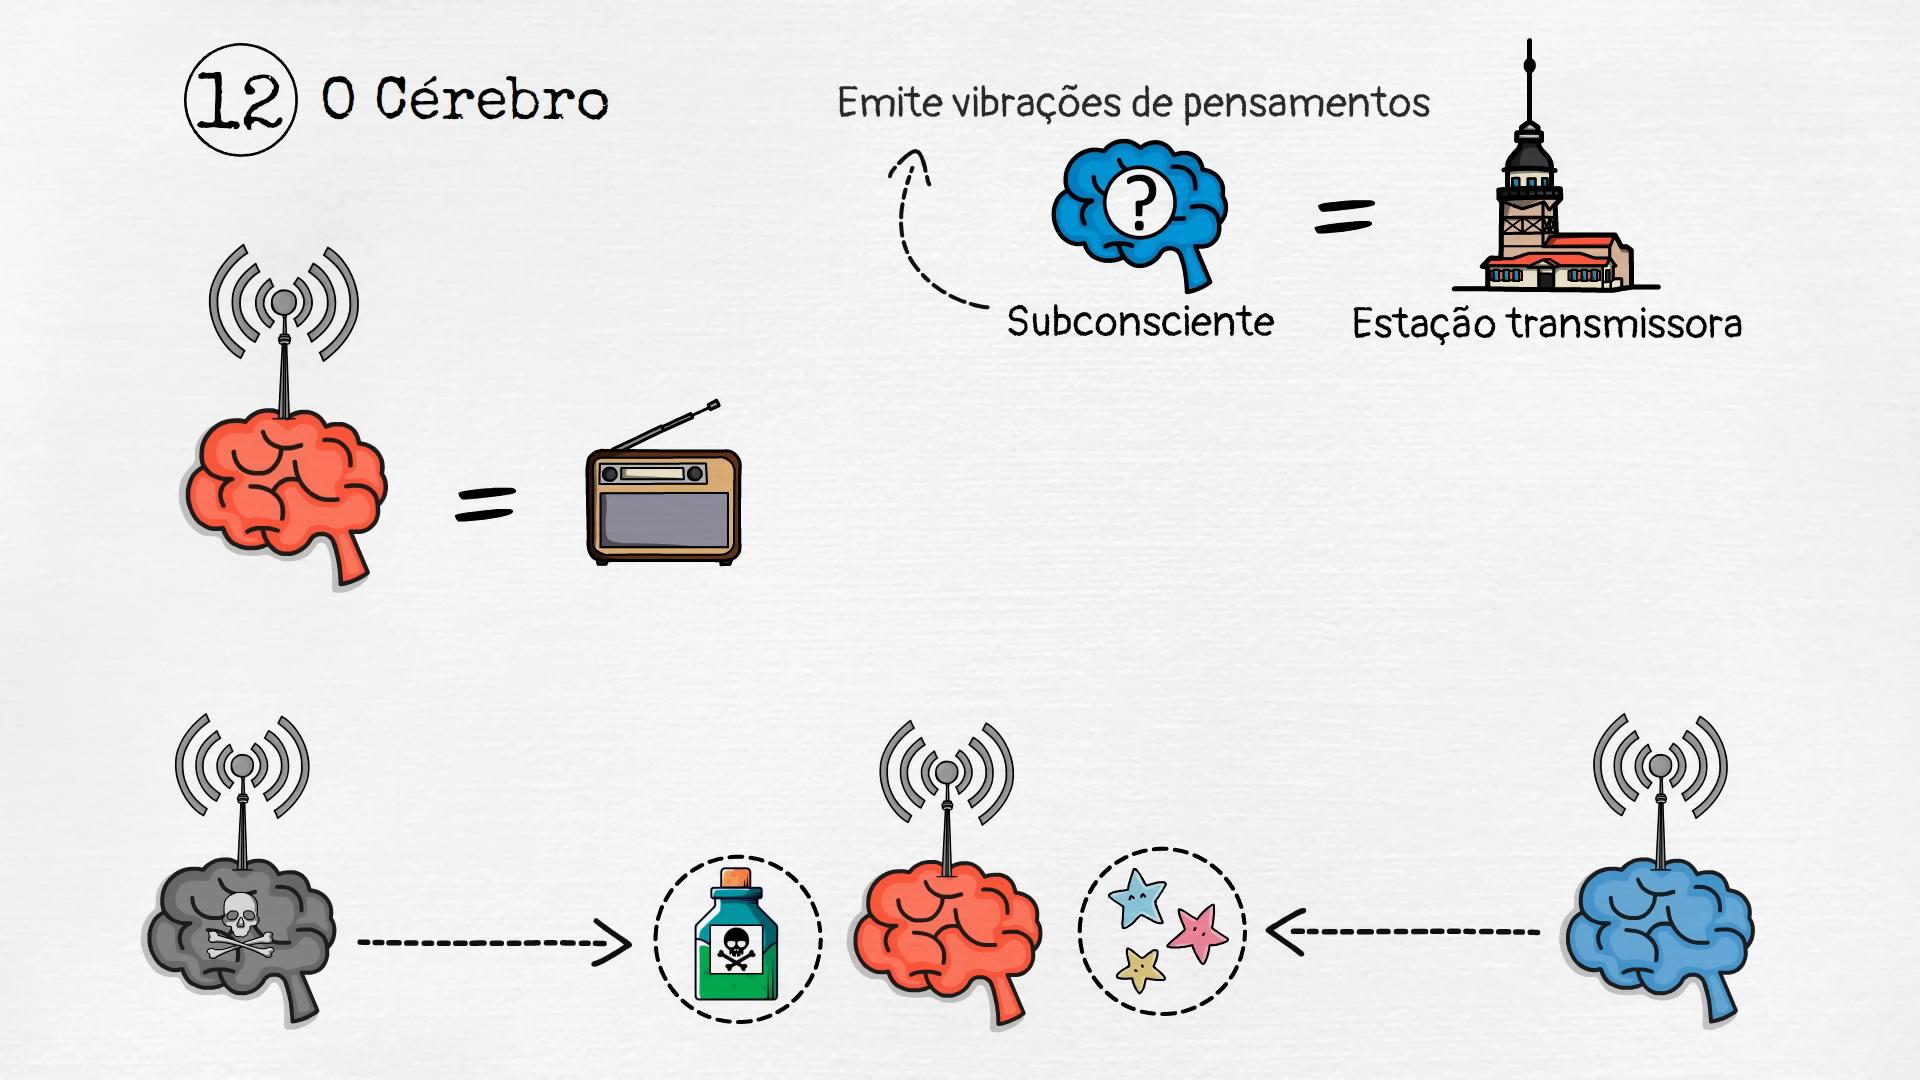 12 O Cérebro
Emite vibrações de pensamentos
?
=
Subconsciente
Estação transmissora
=